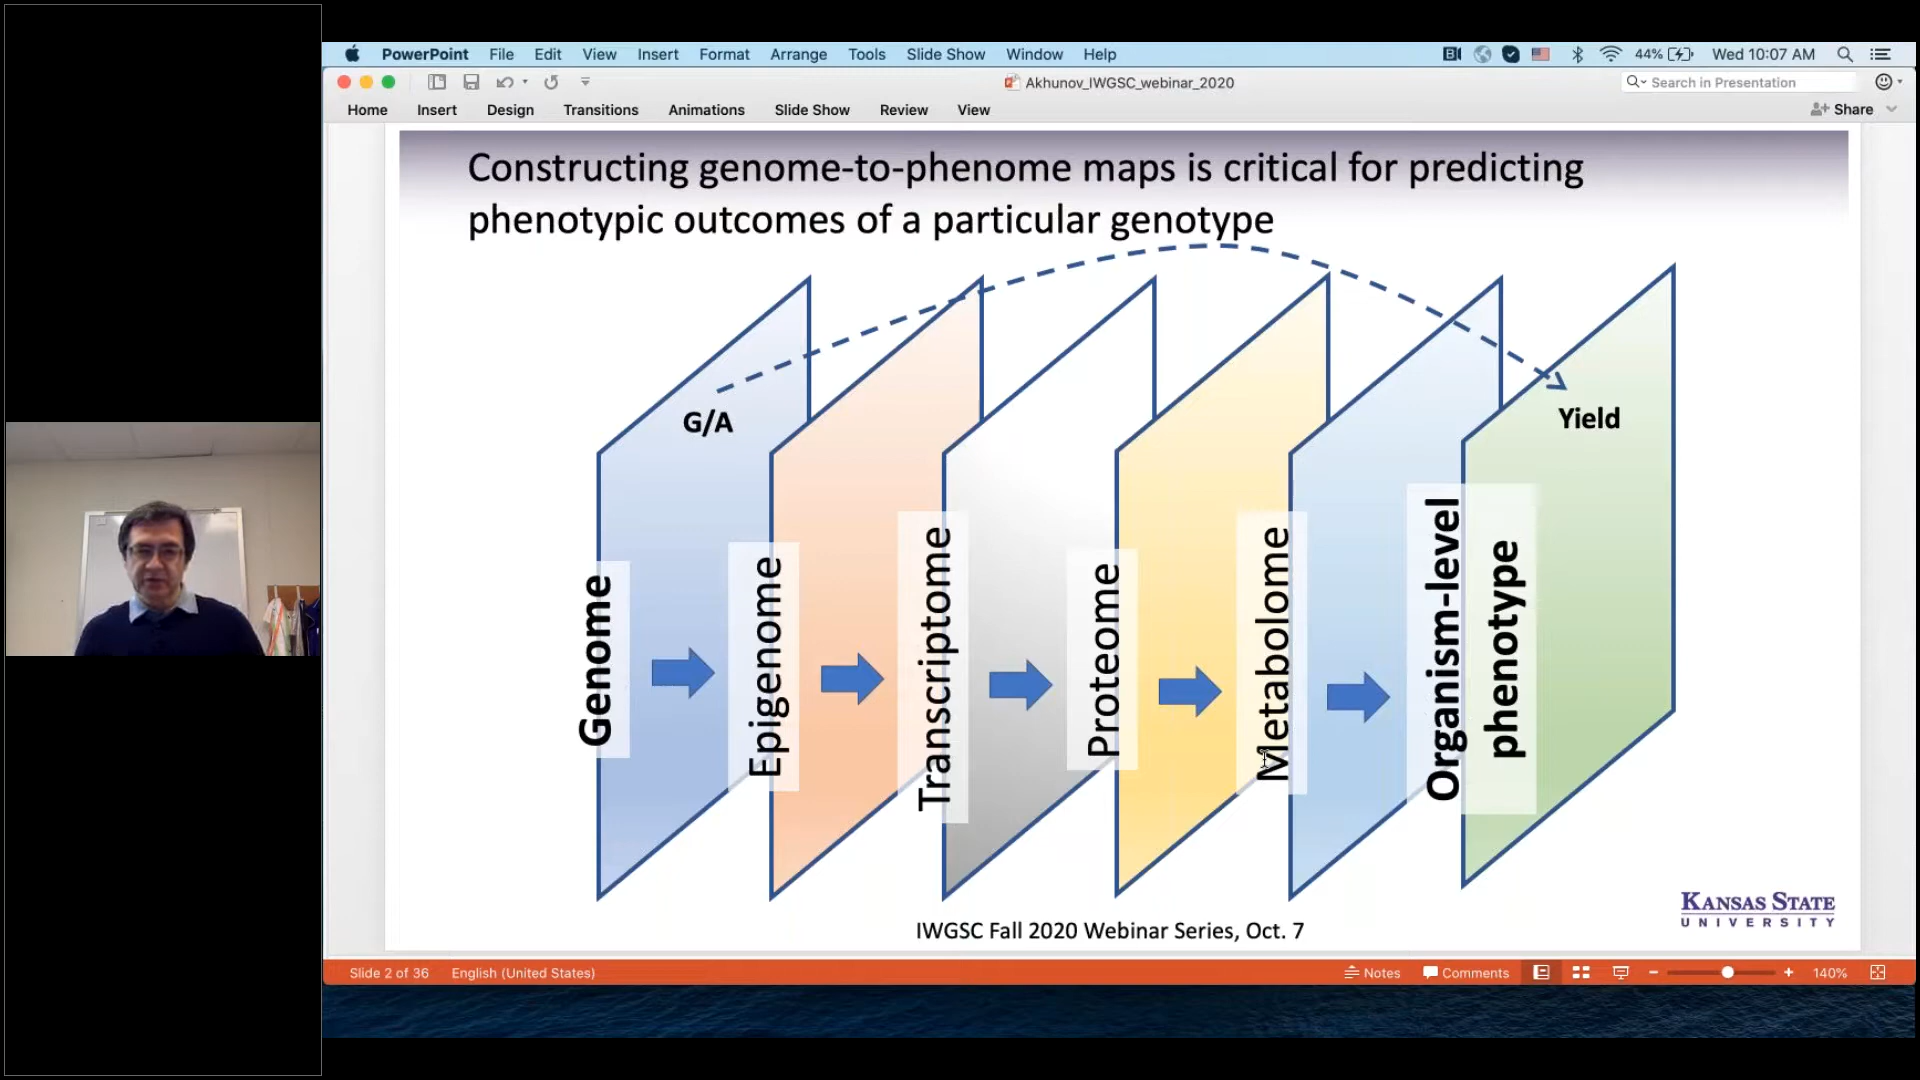 PowerPoint File Edit View Insert Format Arrange Tools Slide Show Window Help 44% Wed 10:07 AM
Akhunov_IWGSC_webinar_2020 Search in Presentation
Home Insert Design Transitions Animations Slide Show Review View Share
Constructing genome-to-phenome maps is critical for predicting
phenotypic outcomes of a particular genotype
G/A
Yield
Genome
Epigenome
Transcriptome
Proteome
Metabolome
Organism-level
phenotype
KANSAS STATE
UNIVERSITY
IWGSC Fall 2020 Webinar Series, Oct. 7
Slide 2 of 36 English (United States) Notes Comments 140%